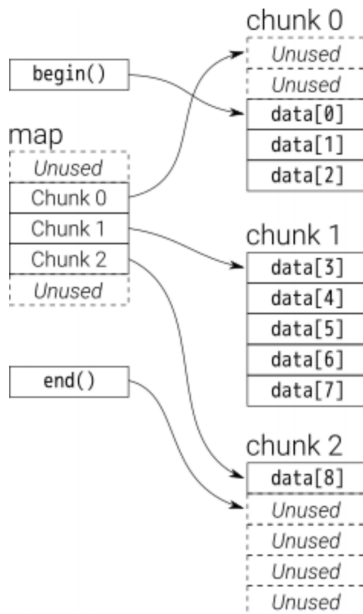 chunk 0
Unused
Unused
data[0]
data[1]
data[2]
begin()
map
Unused
Chunk 0
Chunk 1
Chunk 2
Unused
chunk 1
data[3]
data[4]
data[5]
data[6]
data[7]
end()
chunk 2
data[8]
Unused
Unused
Unused
Unused